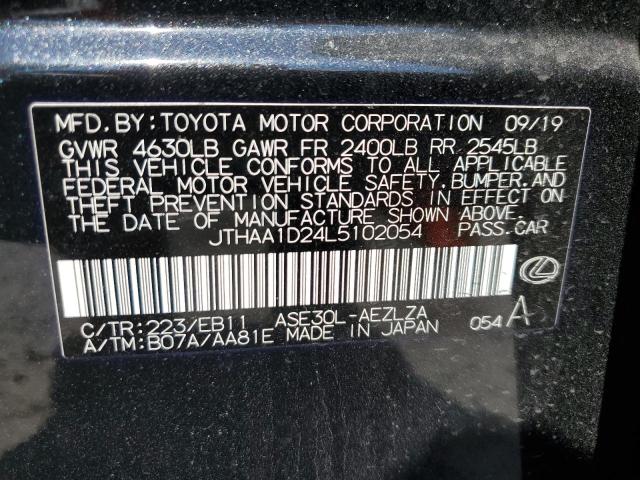 MFD.BY:TOYOTA MOTOR CORPORATION 09/19
GVWR 4630LB GAWR FR 2400LB RR 2545LB
THIS VEHICLE CONFORMS TO ALL APPLICABLE
FEDERAL MOTOR VEHICLE SAFETY,BUMPER,AND
THEFT PREVENTION STANDARDS IN EFFECT ON
THE DATE OF MANUFACTURE SHOWN ABOVE.
JTHAA1D24L5102054 PASS.CAR
C/TR:223/EB11 ASE30L-AEZLZA
A/TM:B07A/AA81E MADE IN JAPAN 054 A